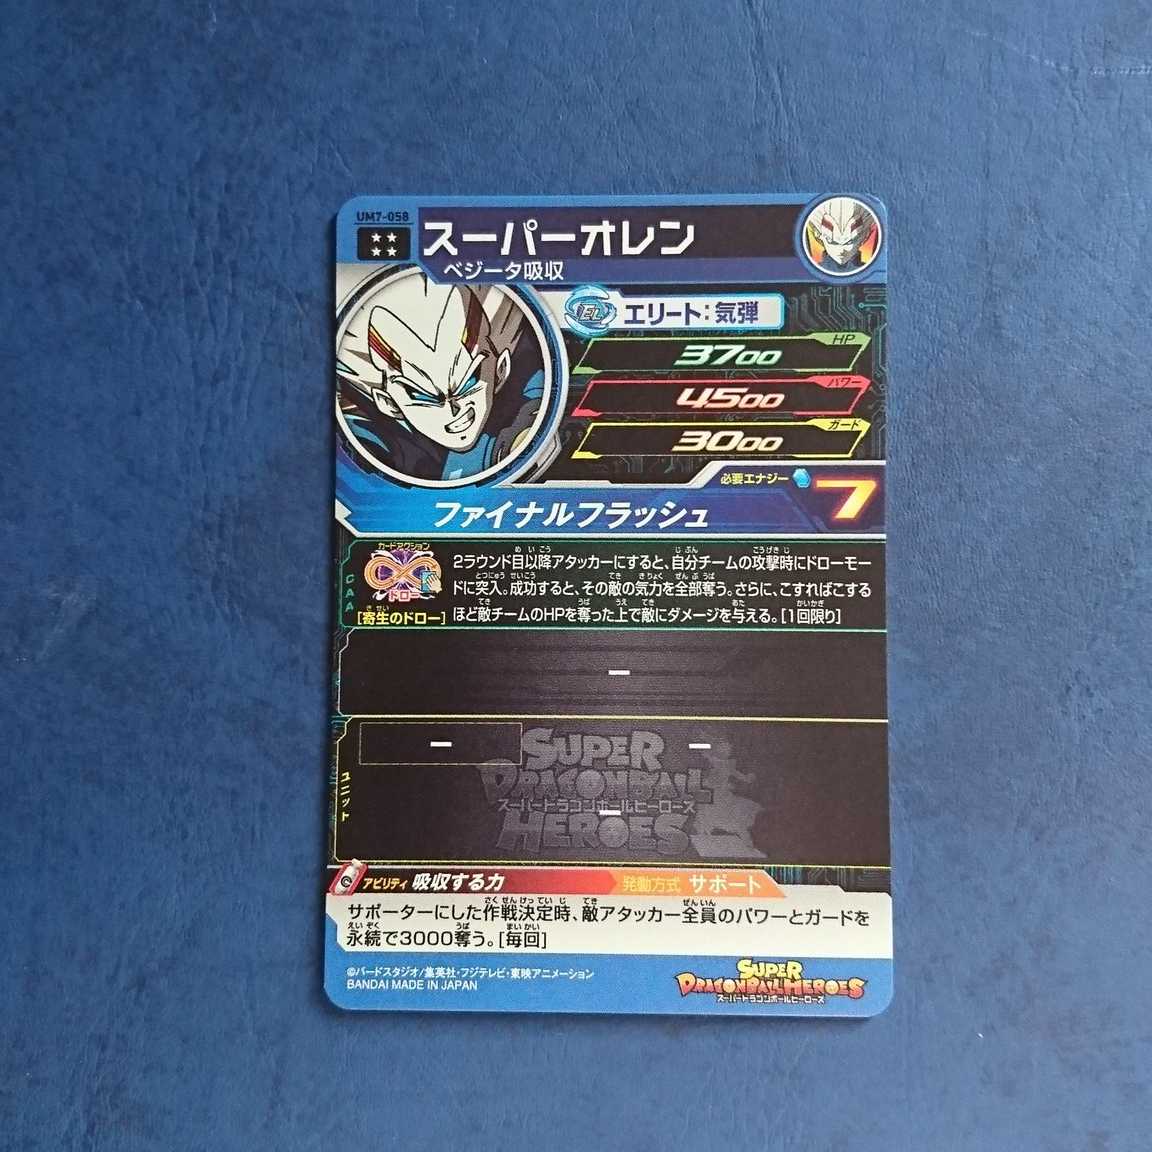 UM7-058
スーパーオレン
ベジータ吸収
EL エリート:気弾
HP
3700
パワー
4500
ガード
3000
必要エナジー 7
ファイナルフラッシュ
CAA
カードアクション
ドロー
[寄生のドロー]
2ラウンド目以降アタッカーにすると、自分チームの攻撃時にドローモー
ドに突入。成功すると、その敵の気力を全部奪う。さらに、こすればこする
ほど敵チームのHPを奪った上で敵にダメージを与える。[1回限り]
ー
ユニット
ー ー
ー
SUPER
DRAGONBALL
スーパードラゴンボールヒーローズ
HEROES
アビリティ 吸収する力 発動方式 サポート
サポーターにした作戦決定時、敵アタッカー全員のパワーとガードを
永続で3000奪う。[毎回]
©バードスタジオ/集英社・フジテレビ・東映アニメーション
BANDAI MADE IN JAPAN
SUPER
DRAGONBALL HEROES
スーパードラゴンボールヒーローズ